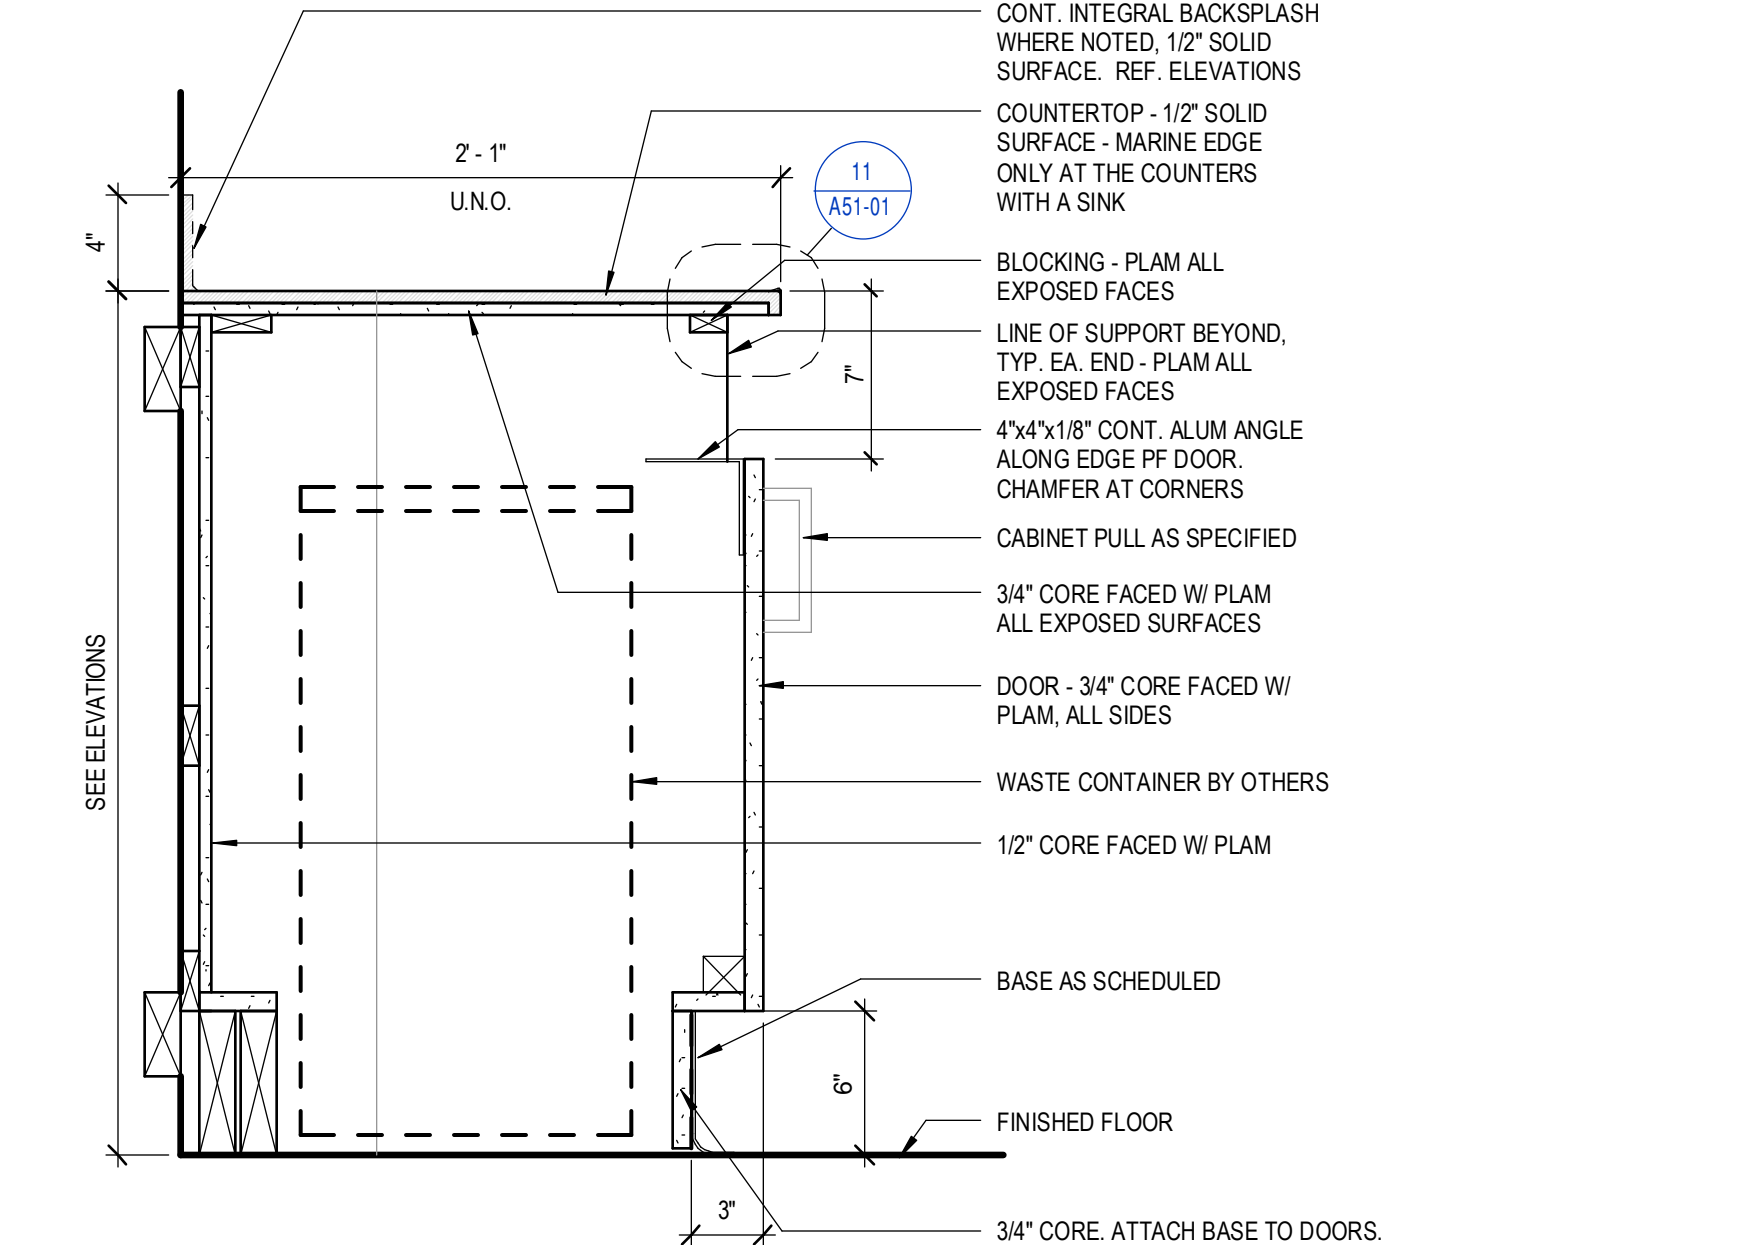 CONT. INTEGRAL BACKSPLASH
WHERE NOTED, 1/2" SOLID
SURFACE. REF. ELEVATIONS
COUNTERTOP - 1/2" SOLID
SURFACE - MARINE EDGE
ONLY AT THE COUNTERS
WITH A SINK
2' - 1"
U.N.O.
11
A51-01
4"
BLOCKING - PLAM ALL
EXPOSED FACES
LINE OF SUPPORT BEYOND,
TYP. EA. END - PLAM ALL
EXPOSED FACES
7"
4"x4"x1/8" CONT. ALUM ANGLE
ALONG EDGE PF DOOR.
CHAMFER AT CORNERS
CABINET PULL AS SPECIFIED
3/4" CORE FACED W/ PLAM
ALL EXPOSED SURFACES
DOOR - 3/4" CORE FACED W/
PLAM, ALL SIDES
SEE ELEVATIONS
WASTE CONTAINER BY OTHERS
1/2" CORE FACED W/ PLAM
BASE AS SCHEDULED
6"
FINISHED FLOOR
3"
3/4" CORE. ATTACH BASE TO DOORS.